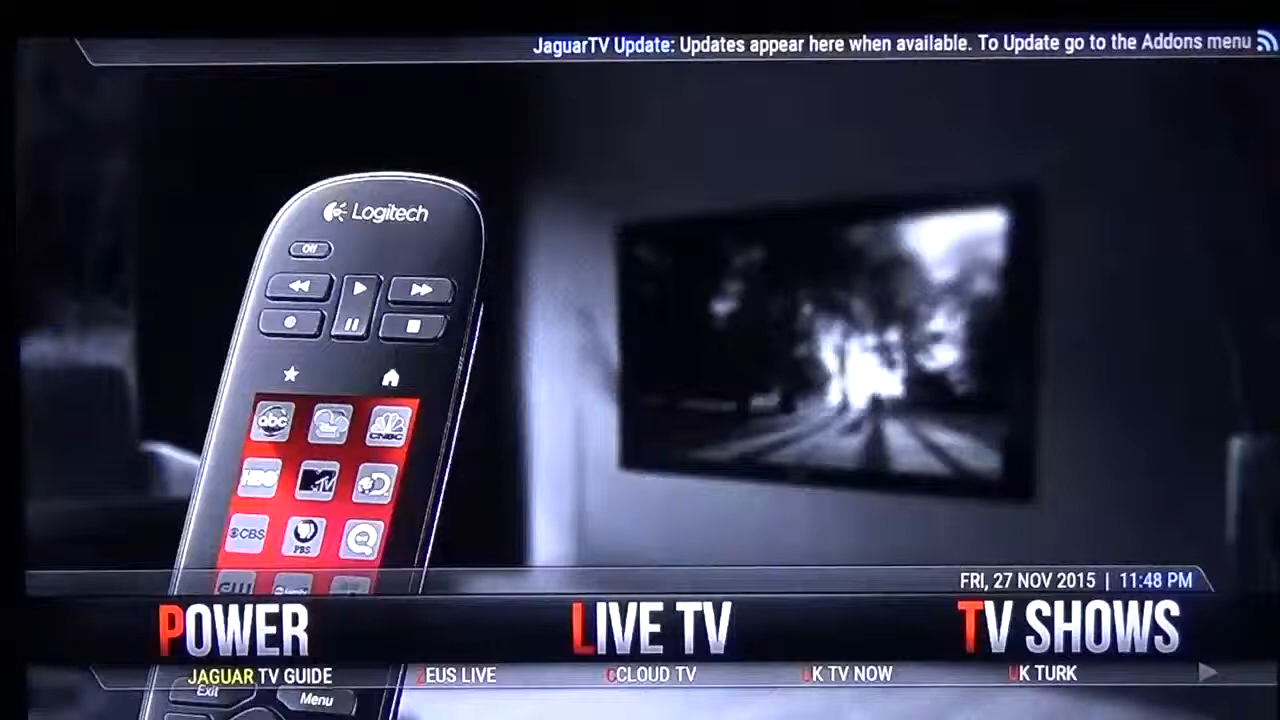 JaguarTV Update: Updates appear here when available. To Update go to the Addons menu
Logitech
Off
abc
CNBC
HBO
MTV
CBS
PBS
FRI, 27 NOV 2015 | 11:48 PM
POWER
LIVE TV
TV SHOWS
JAGUAR TV GUIDE
ZEUS LIVE
CCLOUD TV
UK TV NOW
UK TURK
Exit
Menu